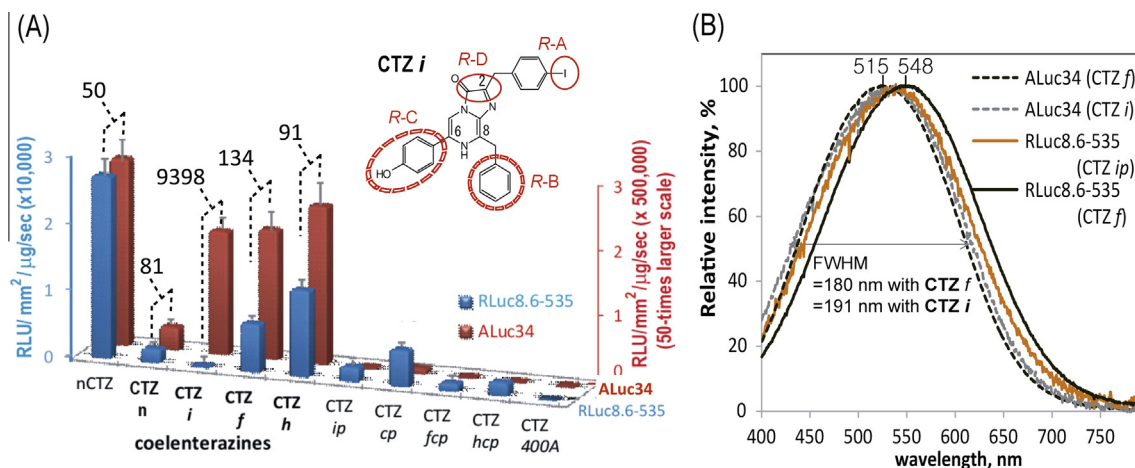 (A)
R-A
R-D
CTZ i
O
2
I
N
N
R-C
6
8
N
H
HO
R-B
50
9398
134
91
81
3
2
1
0
RLU/ mm²/µg/sec (x10,000)
3
2
1
0
RLU/mm²/µg/sec (x 500,000)
(50-times larger scale)
RLuc8.6-535
ALuc34
ALuc34
RLuc8.6-535
nCTZ
CTZ n
CTZ i
CTZ f
CTZ h
CTZ ip
CTZ cp
CTZ fcp
CTZ hcp
CTZ 400A
coelenterazines
(B)
515 548
ALuc34 (CTZ f)
ALuc34 (CTZ i)
RLuc8.6-535
(CTZ ip)
RLuc8.6-535
(CTZ f)
Relative intensity, %
100
80
60
40
20
0
FWHM
=180 nm with CTZ f
=191 nm with CTZ i
400 450 500 550 600 650 700 750
wavelength, nm